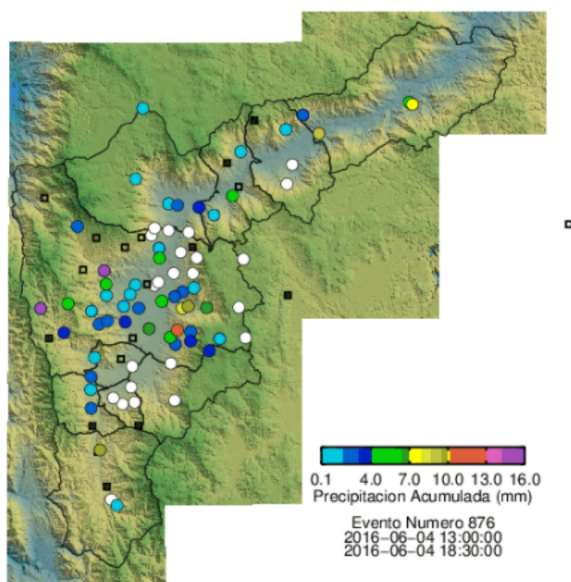 0.1 4.0 7.0 10.0 13.0 16.0
Precipitacion Acumulada (mm)
Evento Numero 876
2016-06-04 13:00:00
2016-06-04 18:30:00